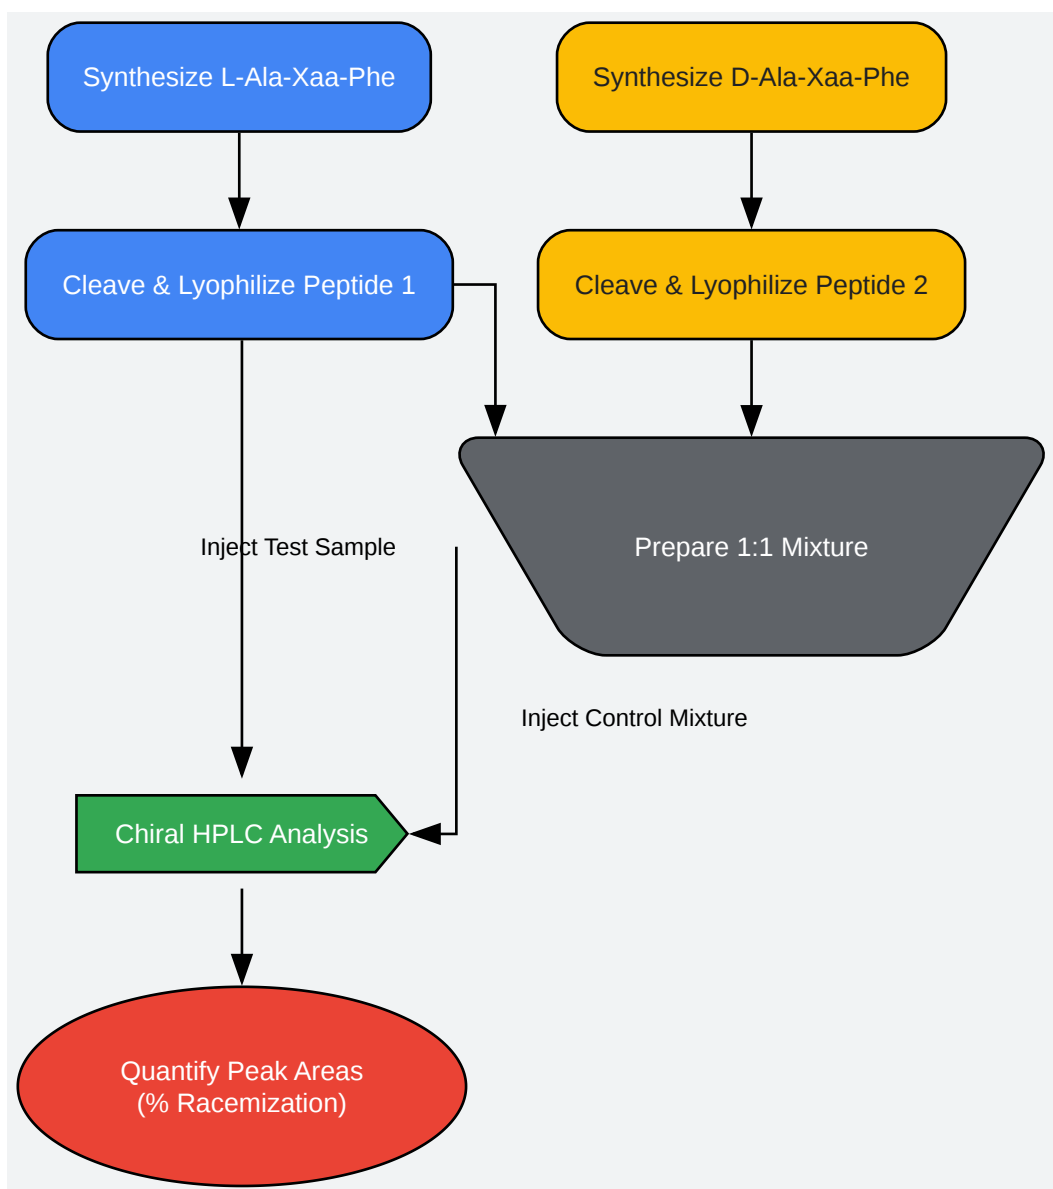 Synthesize L-Ala-Xaa-Phe
Synthesize D-Ala-Xaa-Phe
Cleave & Lyophilize Peptide 1
Cleave & Lyophilize Peptide 2
Inject Test Sample
Prepare 1:1 Mixture
Inject Control Mixture
Chiral HPLC Analysis
Quantify Peak Areas
(% Racemization)